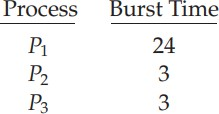 Process Burst Time
P₁ 24
P₂ 3
P₃ 3